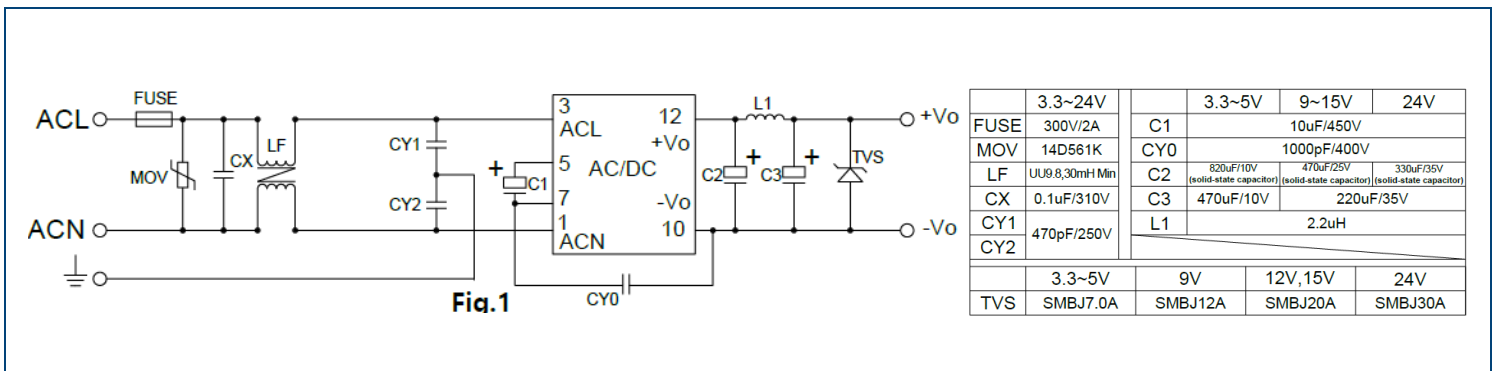 FUSE
ACL
LF
CX
MOV
CY1
CY2
ACN
3
ACL
5
7
1
ACN
AC/DC
12
+Vo
-Vo
10
+
C1
CY0
L1
+
C2
+
C3
TVS
+Vo
-Vo
Fig.1
3.3~24V
FUSE 300V/2A
MOV 14D561K
LF UU9.8,30mH Min
CX 0.1uF/310V
CY1 470pF/250V
CY2
3.3~5V 9~15V 24V
C1 10uF/450V
CY0 1000pF/400V
C2 820uF/10V 470uF/25V 330uF/35V
(solid-state capacitor) (solid-state capacitor) (solid-state capacitor)
C3 470uF/10V 220uF/35V
L1 2.2uH
3.3~5V 9V 12V,15V 24V
TVS SMBJ7.0A SMBJ12A SMBJ20A SMBJ30A